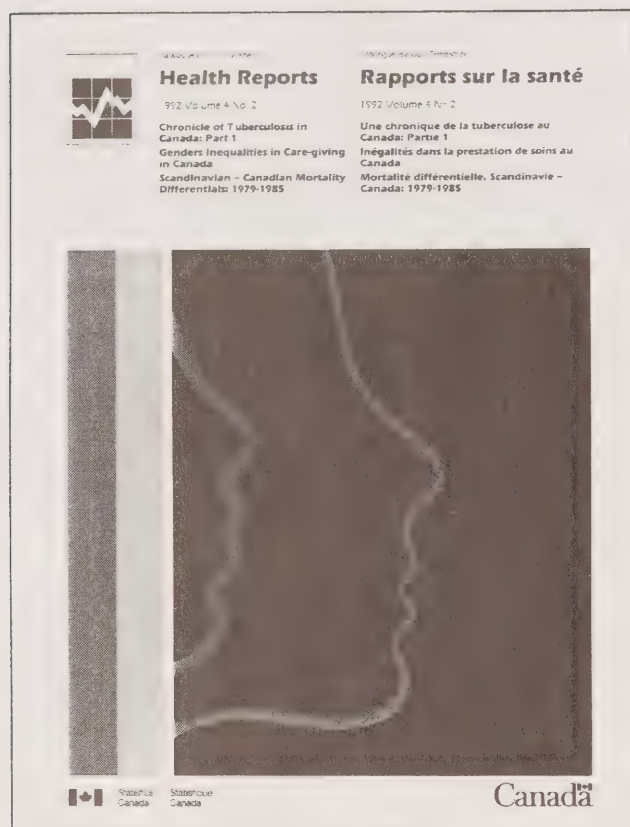 Health Reports
1992 Volume 4 No. 2
Chronicle of Tuberculosis in
Canada: Part 1
Genders Inequalities in Care-giving
in Canada
Scandinavian – Canadian Mortality
Differentials: 1979-1985
Rapports sur la santé
1992 Volume 4 N° 2
Une chronique de la tuberculose au
Canada: Partie 1
Inégalités dans la prestation de soins au
Canada
Mortalité différentielle, Scandinavie –
Canada: 1979-1985
Statistics
Canada
Statistique
Canada
Canada